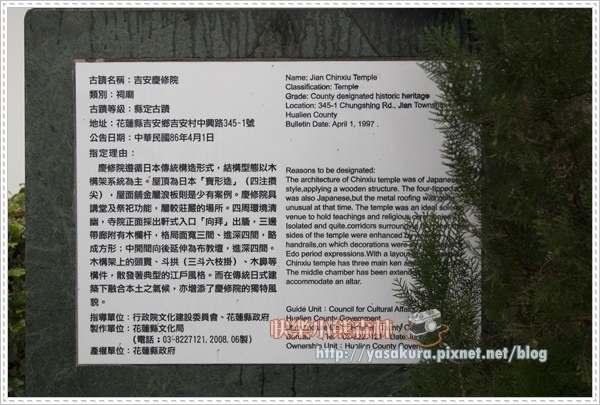 古蹟名稱：吉安慶修院
類別：祠廟
古蹟等級：縣定古蹟
地址：花蓮縣吉安鄉吉安村中興路345-1號
公告日期：中華民國86年4月1日
指定理由：
慶修院遵循日本傳統構造形式，結構型態以木
構架系統為主。屋頂為日本「寶形造」（四注攢
尖），屋面鋪金屬浪板則是少有案例。慶修院具
講堂及祭祀功能，屬較莊嚴的場所。四周環境清
幽，寺院正面採出軒式入口「向拜」出牆，三邊
帶廊附有木欄杆，格局面寬三間、進深四間，略
成方形：中間開間後延伸為布教壇，進深四間。
木構架上的頭貫、斗拱（三斗六枝掛）、木鼻等
構件，散發著典型的江戶風格。而在傳統日式建
築下融合本土之氣候，亦增添了慶修院的獨特風
貌。
指導單位：行政院文化建設委員會、花蓮縣政府
製作單位：花蓮縣文化局
（電話：03-8227121. 2008. 06製）
產權單位：花蓮縣政府
Name: Jian Chinxiu Temple
Classification: Temple
Grade: County designated historic heritage
Location: 345-1 Chungshing Rd., Jian Township
Hualien County
Bulletin Date: April 1, 1997
Reasons to be designated:
The architecture of Chinxiu temple was of Japanese
style,applying a wooden structure. The four-tipped
was also Japanese,but the metal roofing was
unusual at that time. The temple was an ideal
venue to hold teachings and religious ceremonies
Isolated and quite,corridors surrounding
sides of the temple were enhanced by
handrails,on which decorations were
Edo period expressions.With a layout
Chinxiu temple has three main ken
The middle chamber has been extended
accommodate an altar.
Guide Unit：Council for Cultural Affairs
Hualien County Government
County
Ownership Unit：Hualien County Government
http://yasakura.pixnet.net/blog